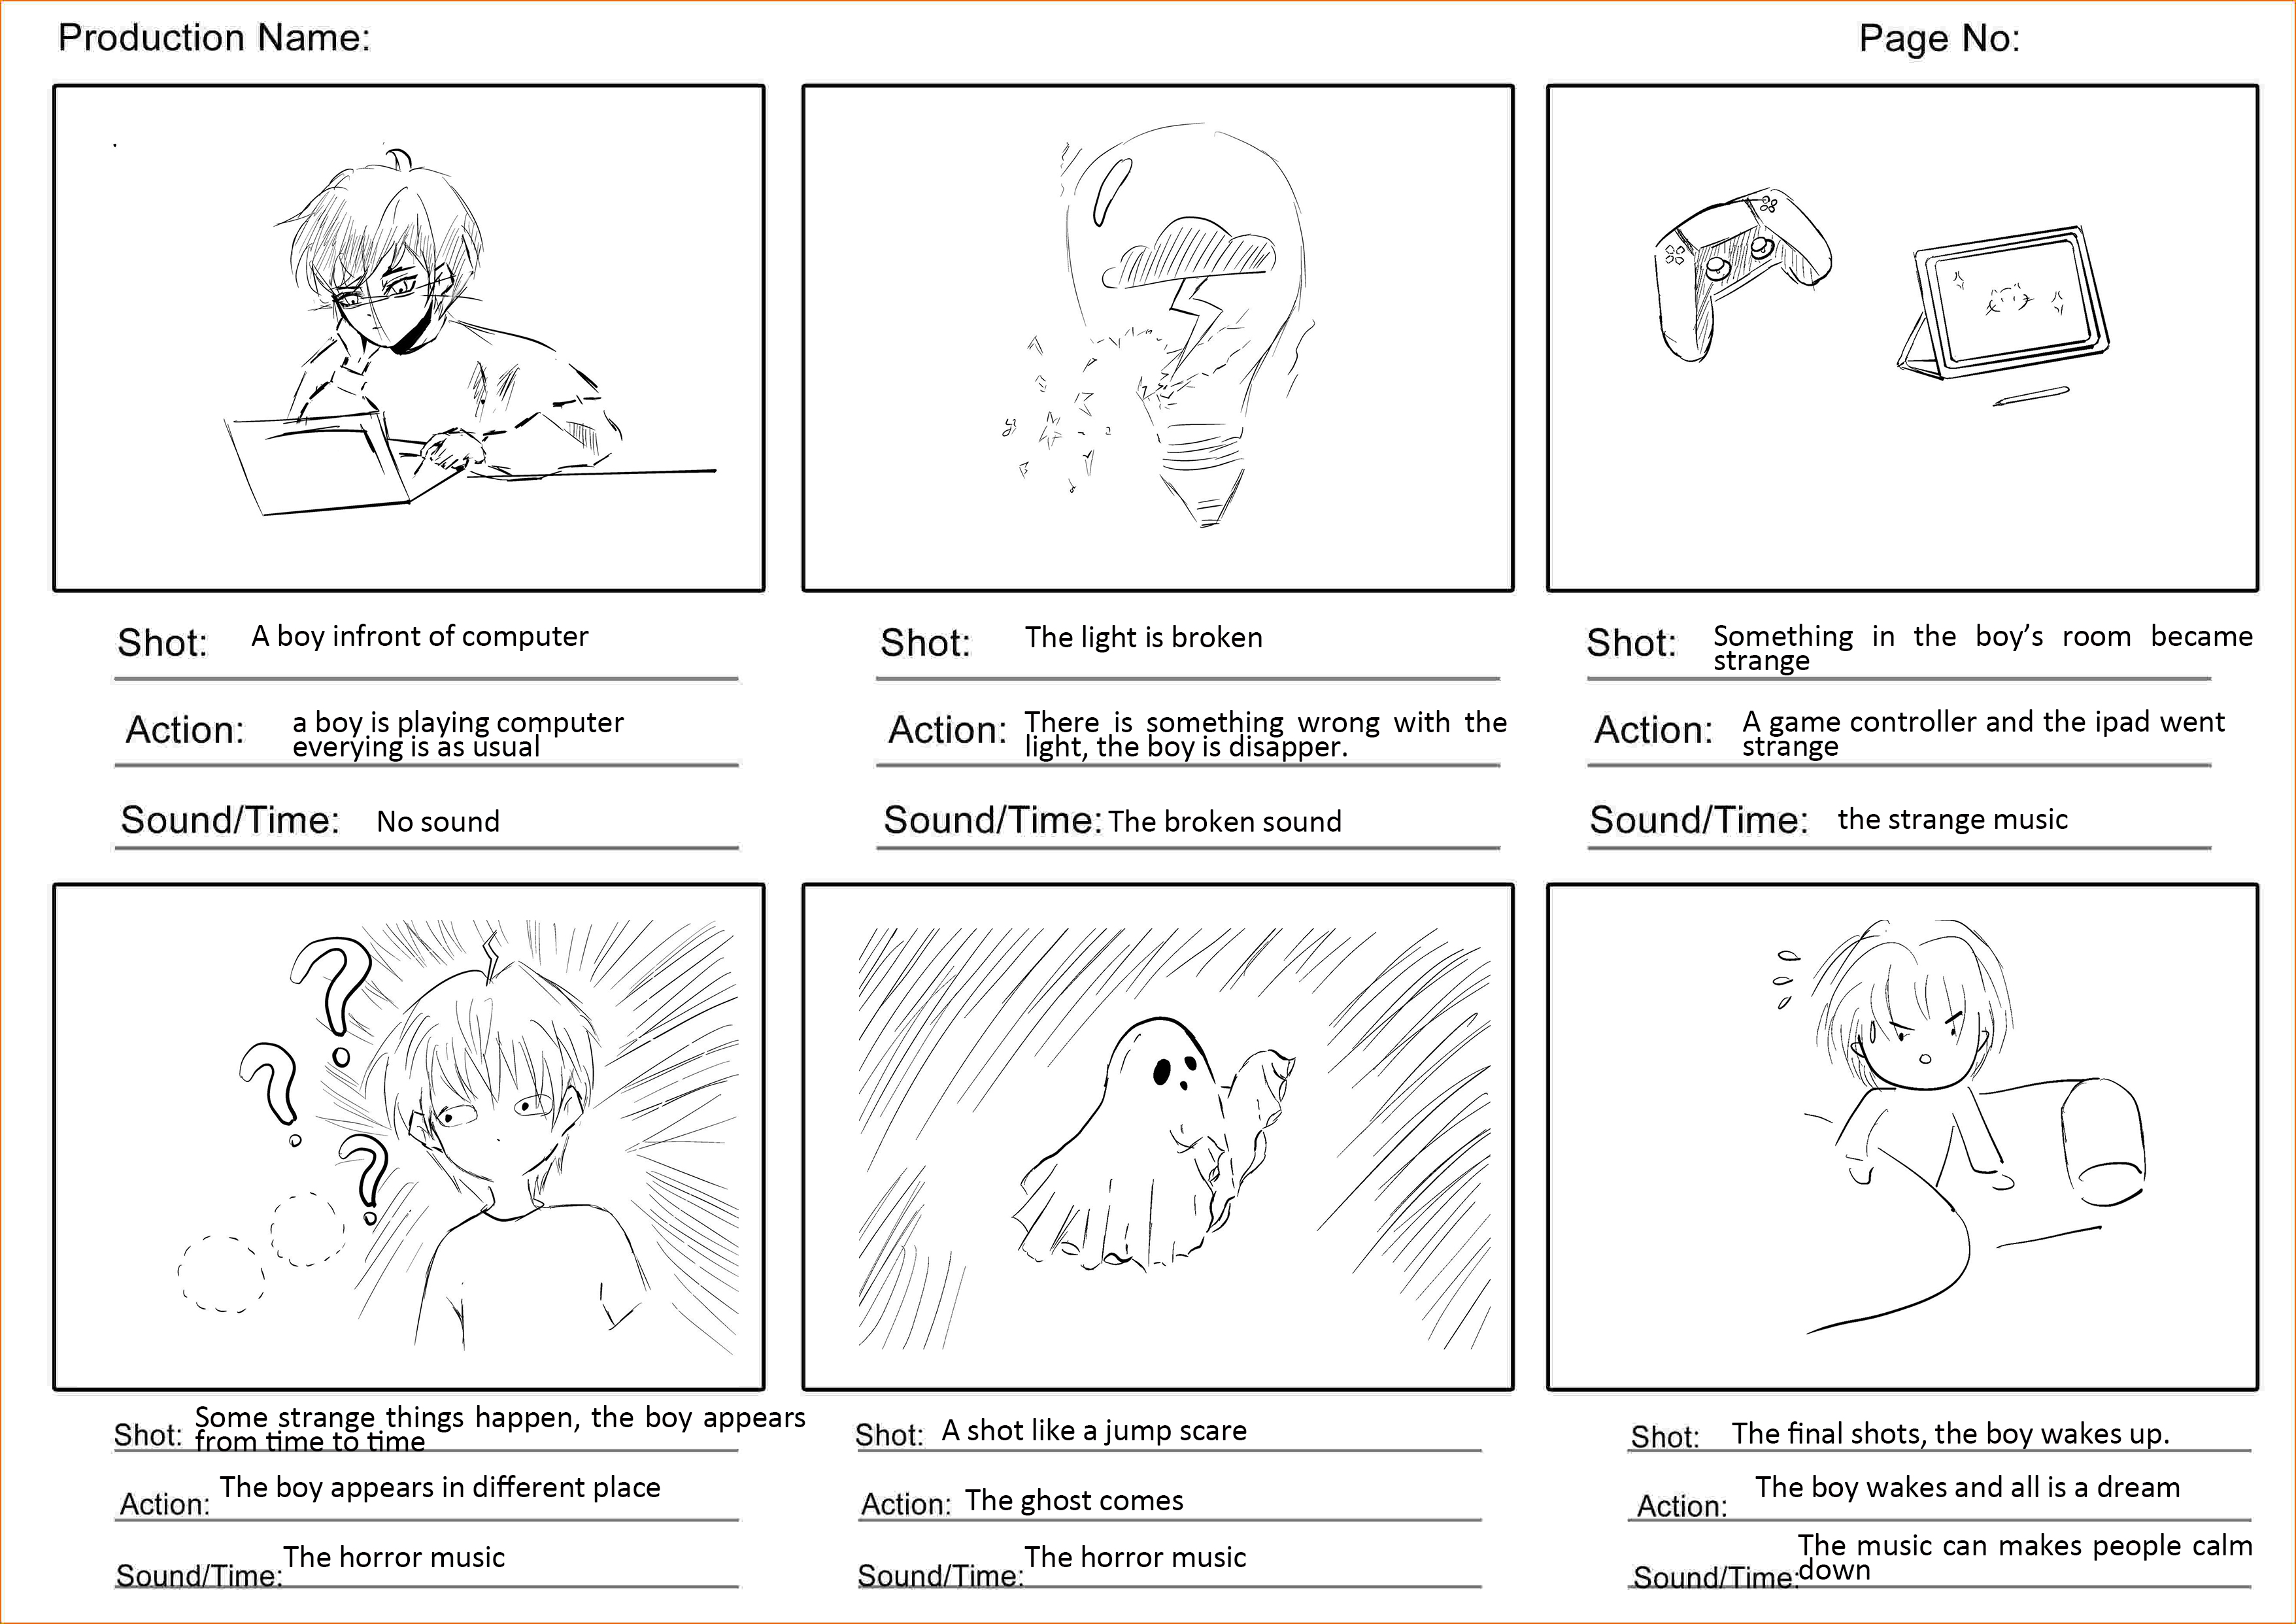 Production Name:
Page No:
Shot: A boy infront of computer
Action: a boy is playing computer
everying is as usual
Sound/Time: No sound
Shot: The light is broken
Action: There is something wrong with the
light, the boy is disapper.
Sound/Time: The broken sound
Shot: Something in the boy’s room became
strange
Action: A game controller and the ipad went
strange
Sound/Time: the strange music
???
Shot: Some strange things happen, the boy appears
from time to time
Action: The boy appears in different place
Sound/Time: The horror music
Shot: A shot like a jump scare
Action: The ghost comes
Sound/Time: The horror music
Shot: The final shots, the boy wakes up.
Action: The boy wakes and all is a dream
Sound/Time: The music can makes people calm
down